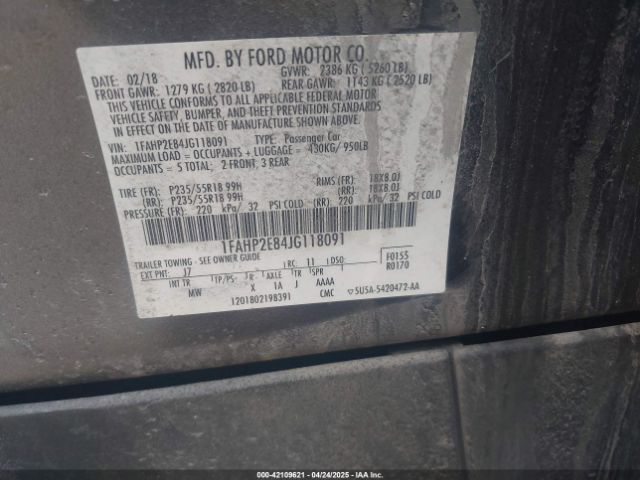 MFD. BY FORD MOTOR CO.
DATE: 02/18 GVWR: 2386 KG ( 5260 LB)
FRONT GAWR: 1279 KG ( 2820 LB) REAR GAWR: 1143 KG ( 2520 LB)
THIS VEHICLE CONFORMS TO ALL APPLICABLE FEDERAL MOTOR
VEHICLE SAFETY, BUMPER, AND THEFT PREVENTION STANDARDS
IN EFFECT ON THE DATE OF MANUFACTURE SHOWN ABOVE.
VIN: 1FAHP2E84JG118091 TYPE: Passenger Car
MAXIMUM LOAD = OCCUPANTS + LUGGAGE = 430KG/ 950LB
OCCUPANTS = 5 TOTAL; 2 FRONT; 3 REAR
TIRE (FR): P235/55R18 99H RIMS (FR): 18X8.0J
(RR): P235/55R18 99H (RR): 18X8.0J
PRESSURE (FR): 220 kPa/ 32 PSI COLD (RR): 220 kPa/ 32 PSI COLD
1FAHP2E84JG118091
TRAILER TOWING - SEE OWNER GUIDE
EXT PNT: J7 RC: 11 DSO: F0155
INT TR TP/PS R AXLE TR SPR R0170
MW X IA J AAAA
1201802198391 CMC ▽5U5A-5420472-AA
000-42109621 - 04/24/2025 - IAAI.COM